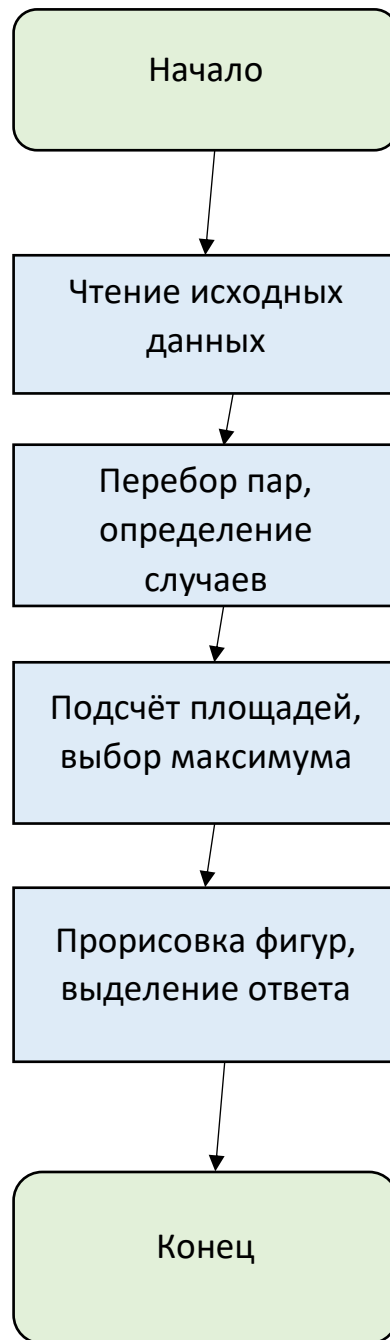 Начало
Чтение исходных
данных
Перебор пар,
определение
случаев
Подсчёт площадей,
выбор максимума
Прорисовка фигур,
выделение ответа
Конец